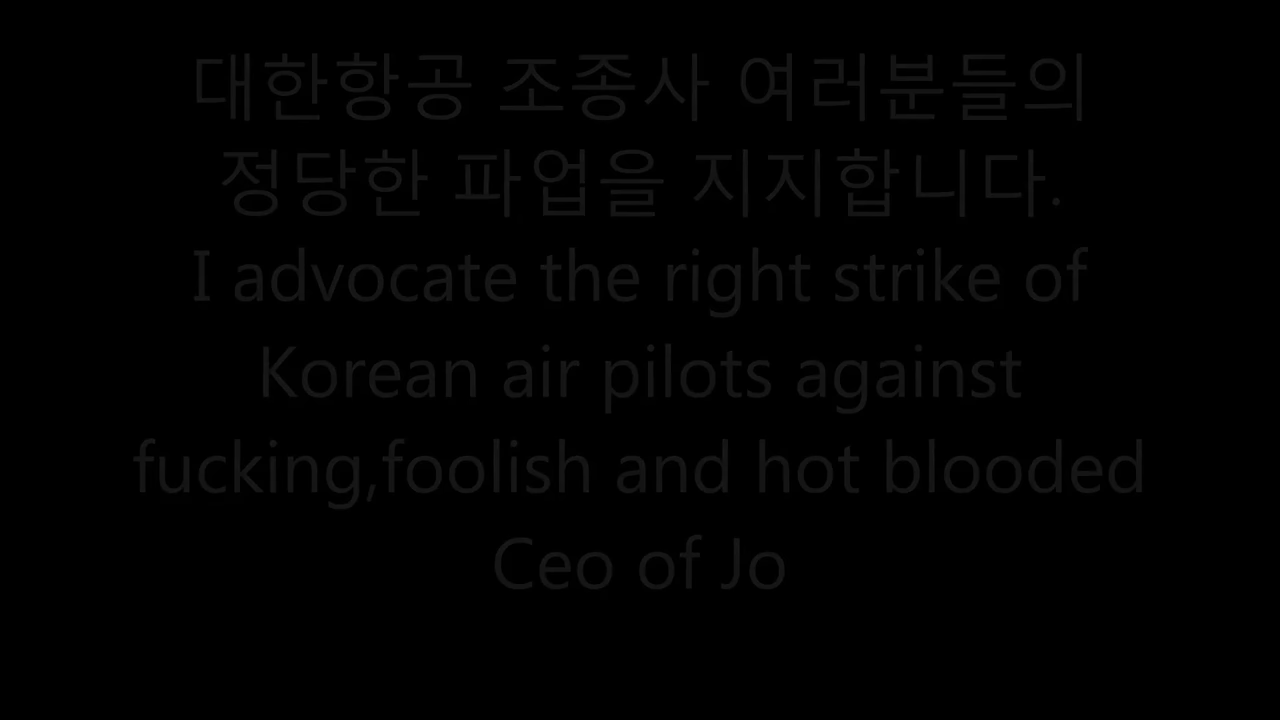 대한항공 조종사 여러분들의
정당한 파업을 지지합니다.
I advocate the right strike of
Korean air pilots against
fucking,foolish and hot blooded
Ceo of Jo